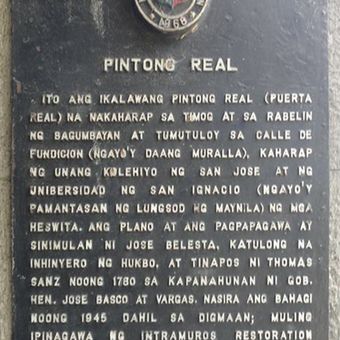 1968
PINTONG REAL
ITO ANG IKALAWANG PINTONG REAL (PUERTA
REAL) NA NAKAHARAP SA TIMOG AT SA RABELIN
NG BAGUMBAYAN AT TUMUTULOY SA CALLE DE
FUNDICION (NGAYO'Y DAANG MURALLA), KAHARAP
NG UNANG KOLEHIYO NG SAN JOSE AT NG
UNIBERSIDAD NG SAN IGNACIO (NGAYO'Y
PAMANTASAN NG LUNGSOD NG MAYNILA) NG MGA
HESWITA. ANG PLANO AT ANG PAGPAPAGAWA AY
SINIMULAN NI JOSE BELESTA, KATULONG NA
INHINYERO NG HUKBO, AT TINAPOS NI THOMAS
SANZ NOONG 1780 SA KAPANAHUNAN NI GOB.
HEN. JOSE BASCO AT VARGAS. NASIRA ANG BAHAGI
NOONG 1945 DAHIL SA DIGMAAN; MULING
IPINAGAWA NG INTRAMUROS RESTORATION